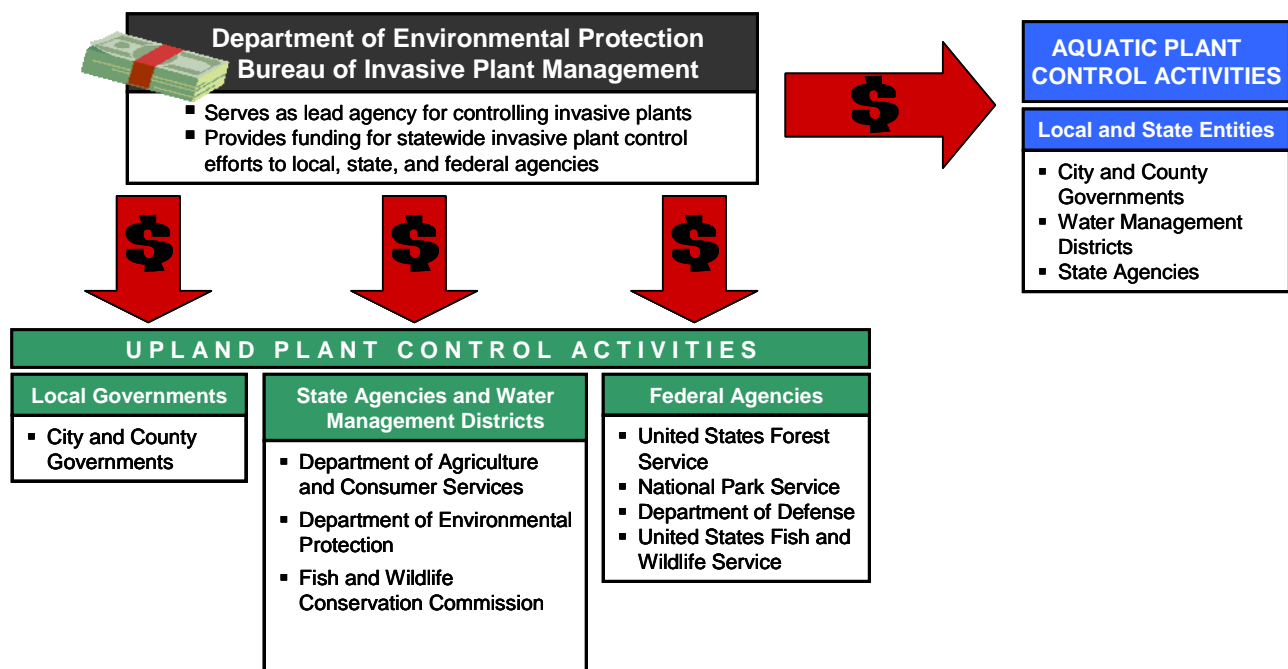 Department of Environmental Protection
Bureau of Invasive Plant Management
▪ Serves as lead agency for controlling invasive plants
▪ Provides funding for statewide invasive plant control
efforts to local, state, and federal agencies
$
AQUATIC PLANT
CONTROL ACTIVITIES
Local and State Entities
▪ City and County
Governments
▪ Water Management
Districts
▪ State Agencies
$
$
$
UPLAND PLANT CONTROL ACTIVITIES
Local Governments
▪ City and County
Governments
State Agencies and Water
Management Districts
▪ Department of Agriculture
and Consumer Services
▪ Department of Environmental
Protection
▪ Fish and Wildlife
Conservation Commission
Federal Agencies
▪ United States Forest
Service
▪ National Park Service
▪ Department of Defense
▪ United States Fish and
Wildlife Service